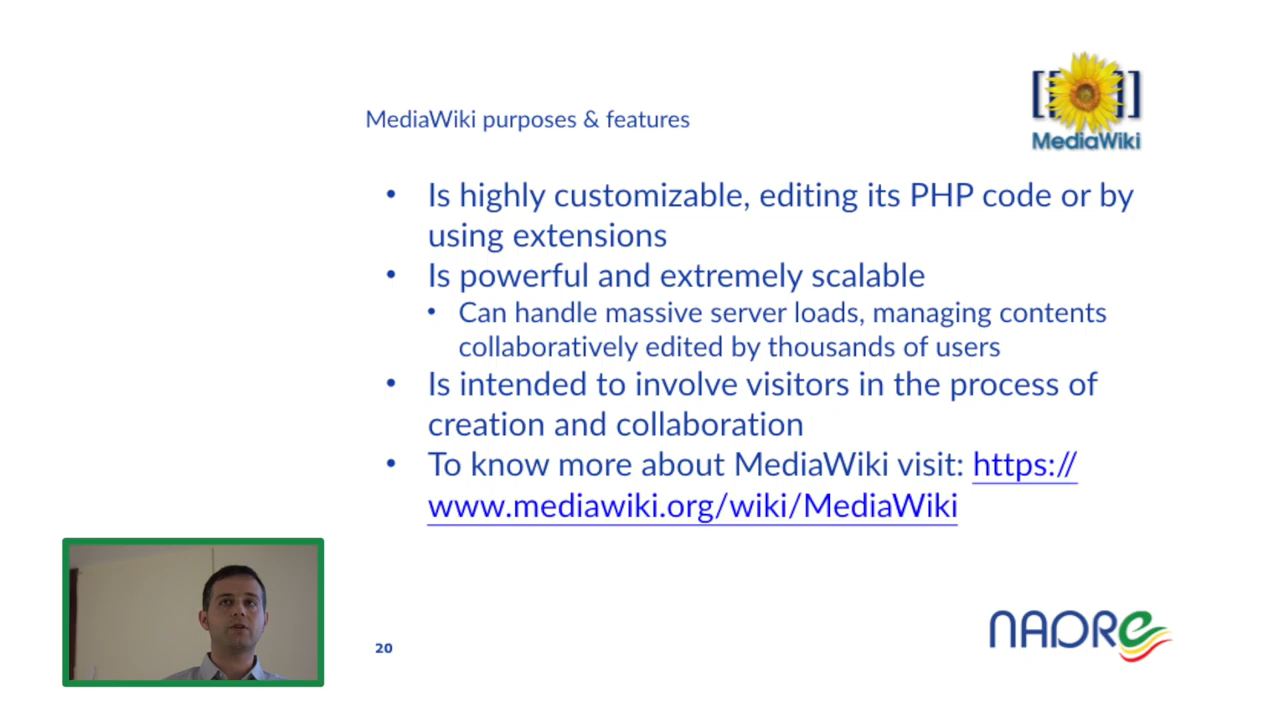 [[ ]]
MediaWiki
MediaWiki purposes & features
• Is highly customizable, editing its PHP code or by
using extensions
• Is powerful and extremely scalable
• Can handle massive server loads, managing contents
collaboratively edited by thousands of users
• Is intended to involve visitors in the process of
creation and collaboration
• To know more about MediaWiki visit: https://
www.mediawiki.org/wiki/MediaWiki
20
NADRe